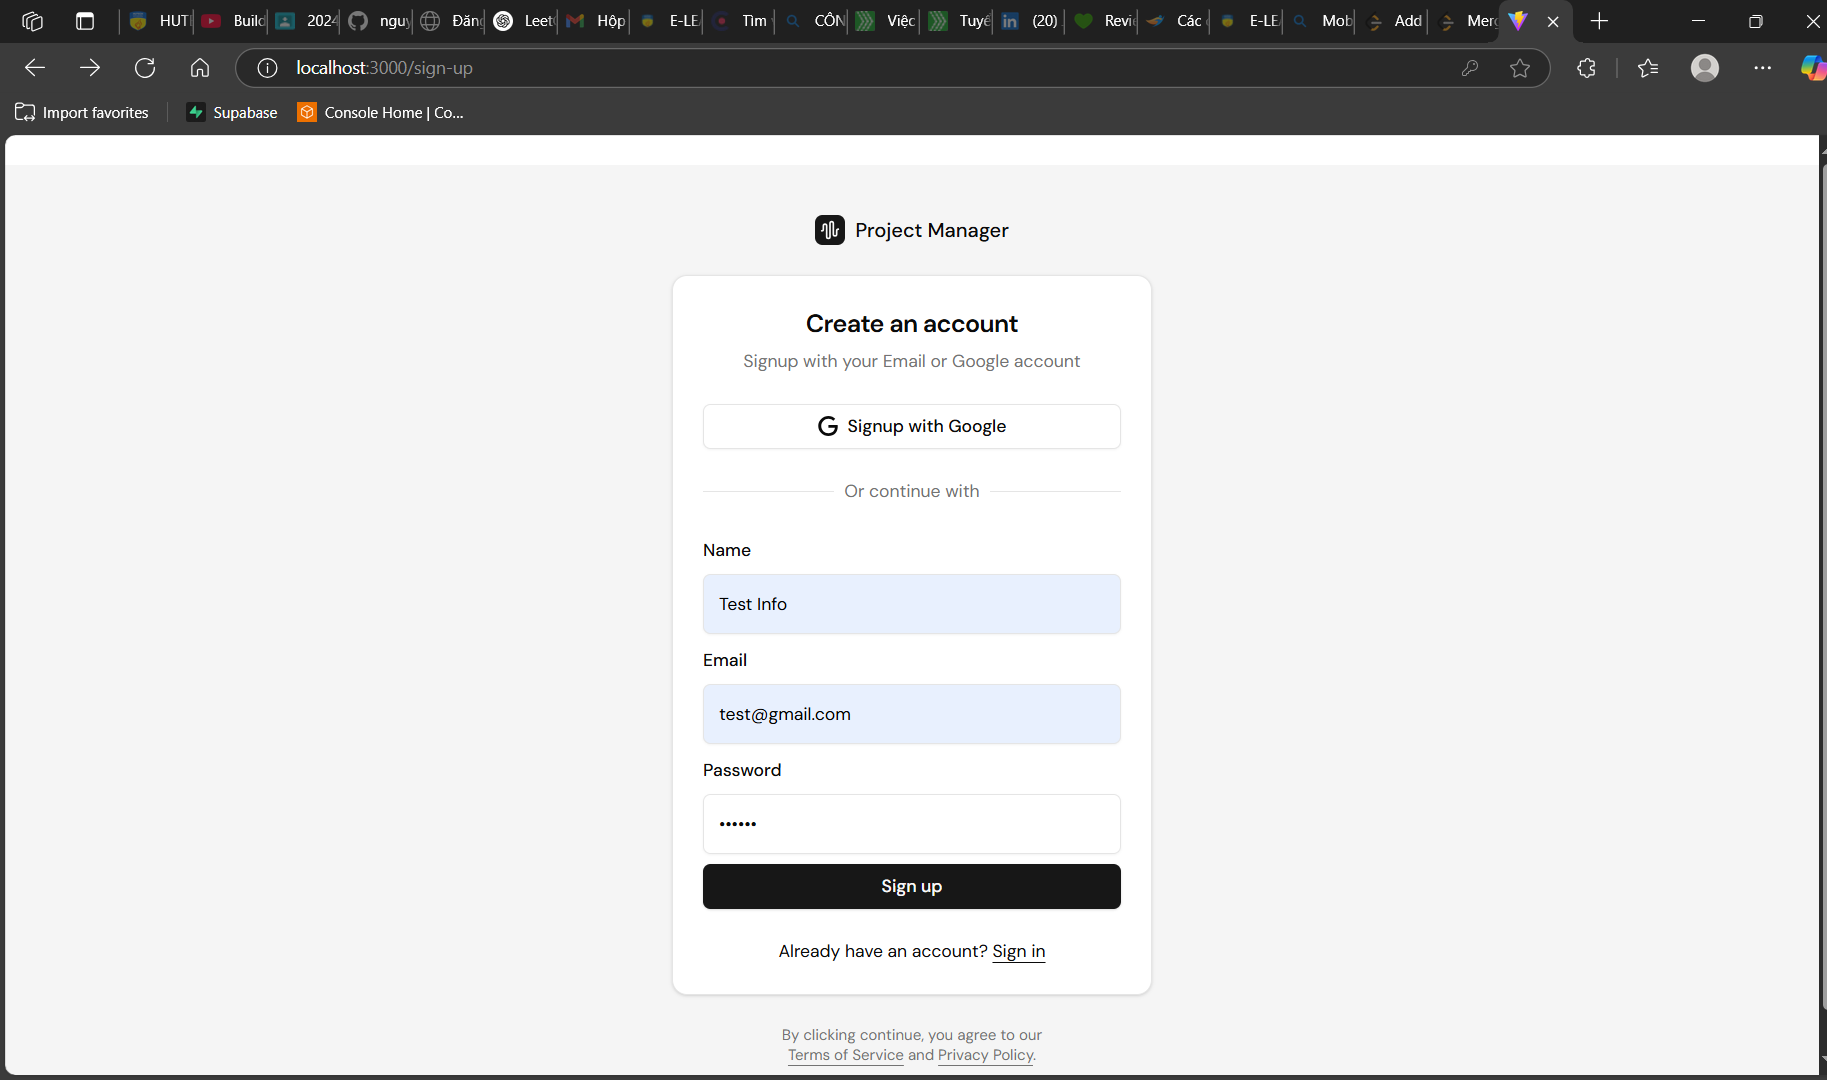 HUT
Build
2024
nguy
Đăng
Leet
Hộp
E-LE
Tìm
CÔN
Việc
Tuyể
(20)
Revi
Các
E-LE
Mob
Add
Merg
localhost:3000/sign-up
Import favorites
Supabase
Console Home | Co...
Project Manager
Create an account
Signup with your Email or Google account
Signup with Google
Or continue with
Name
Test Info
Email
test@gmail.com
Password
••••••
Sign up
Already have an account? Sign in
By clicking continue, you agree to our
Terms of Service and Privacy Policy.